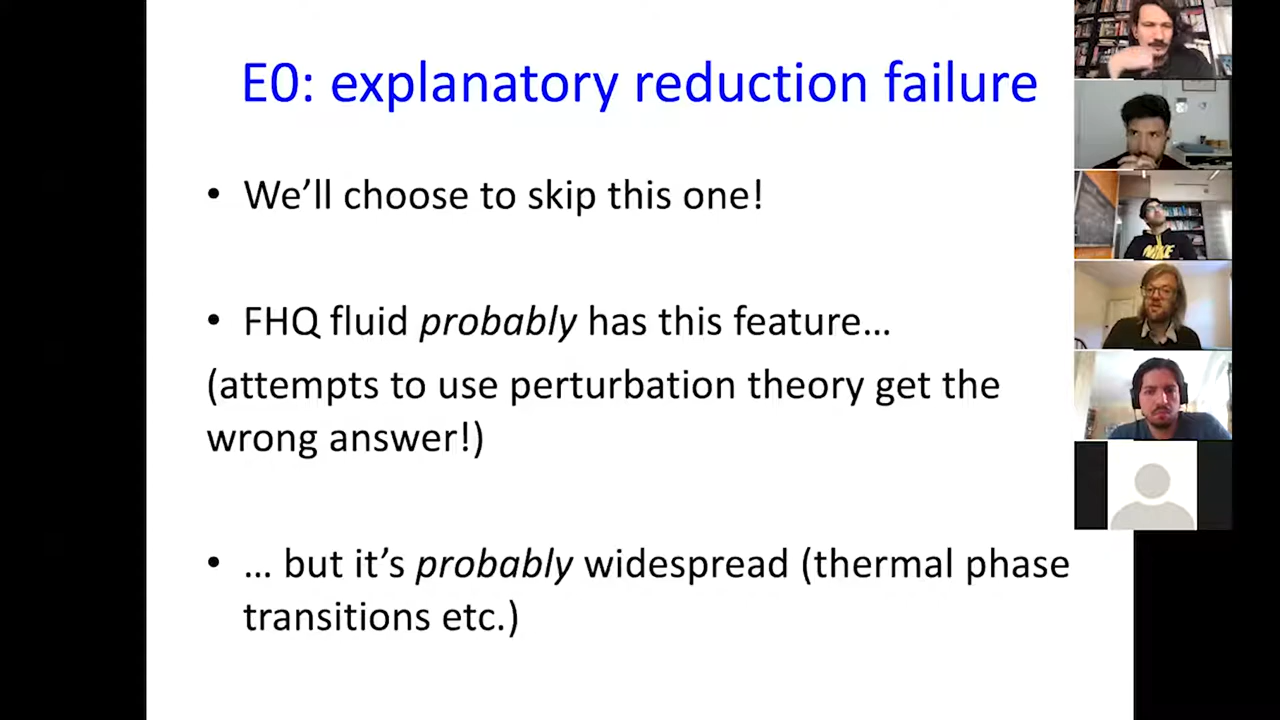 E0: explanatory reduction failure
• We'll choose to skip this one!
• FHQ fluid probably has this feature…
(attempts to use perturbation theory get the
wrong answer!)
• … but it's probably widespread (thermal phase
transitions etc.)